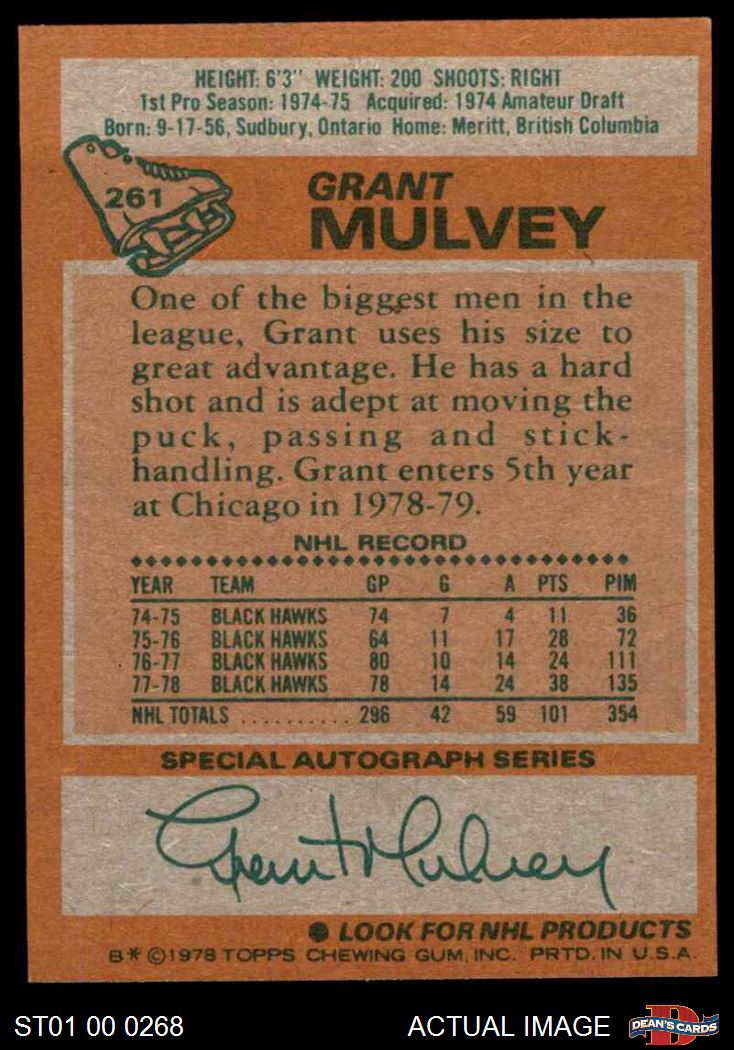 HEIGHT: 6'3" WEIGHT: 200 SHOOTS: RIGHT
1st Pro Season: 1974-75 Acquired: 1974 Amateur Draft
Born: 9-17-56, Sudbury, Ontario Home: Meritt, British Columbia
261
GRANT
MULVEY
One of the biggest men in the
league, Grant uses his size to
great advantage. He has a hard
shot and is adept at moving the
puck, passing and stick-
handling. Grant enters 5th year
at Chicago in 1978-79.
NHL RECORD
YEAR TEAM GP G A PTS PIM
74-75 BLACK HAWKS 74 7 4 11 36
75-76 BLACK HAWKS 64 11 17 28 72
76-77 BLACK HAWKS 80 10 14 24 111
77-78 BLACK HAWKS 78 14 24 38 135
NHL TOTALS .......... 296 42 59 101 354
SPECIAL AUTOGRAPH SERIES
Grant Mulvey
● LOOK FOR NHL PRODUCTS
B* ©1978 TOPPS CHEWING GUM, INC. PRTD. IN U.S.A.
ST01 00 0268 ACTUAL IMAGE D DEAN'S CARDS